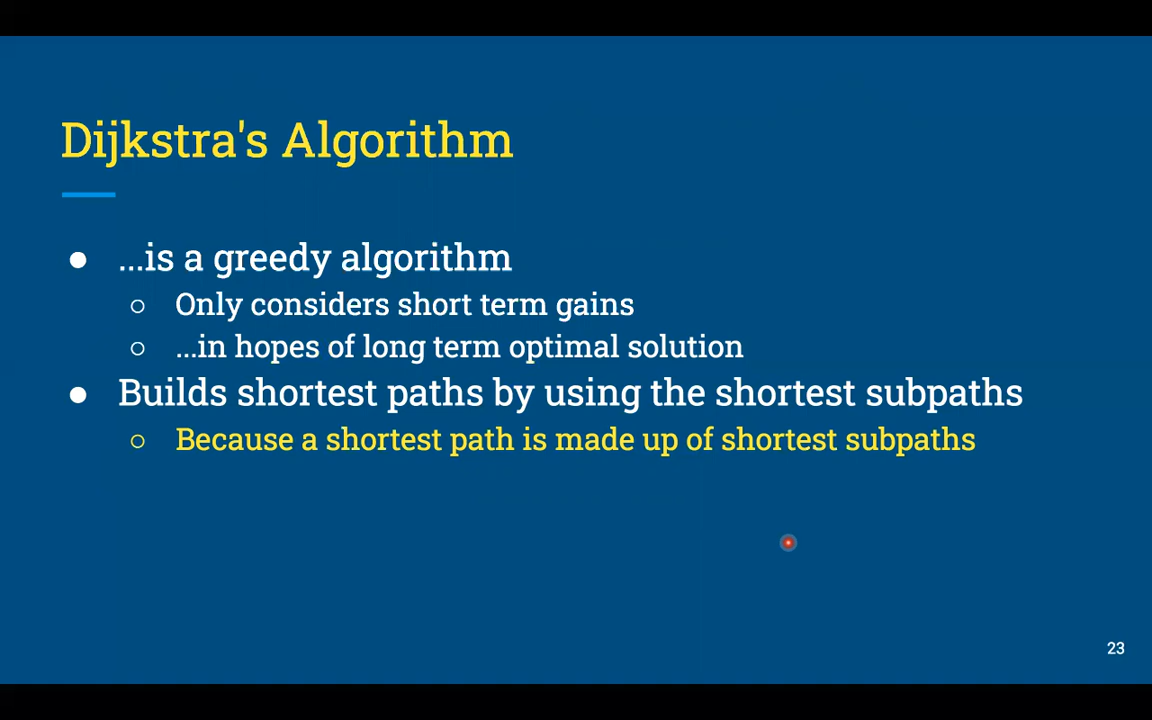 Dijkstra's Algorithm
● ...is a greedy algorithm
○ Only considers short term gains
○ ...in hopes of long term optimal solution
● Builds shortest paths by using the shortest subpaths
○ Because a shortest path is made up of shortest subpaths
23